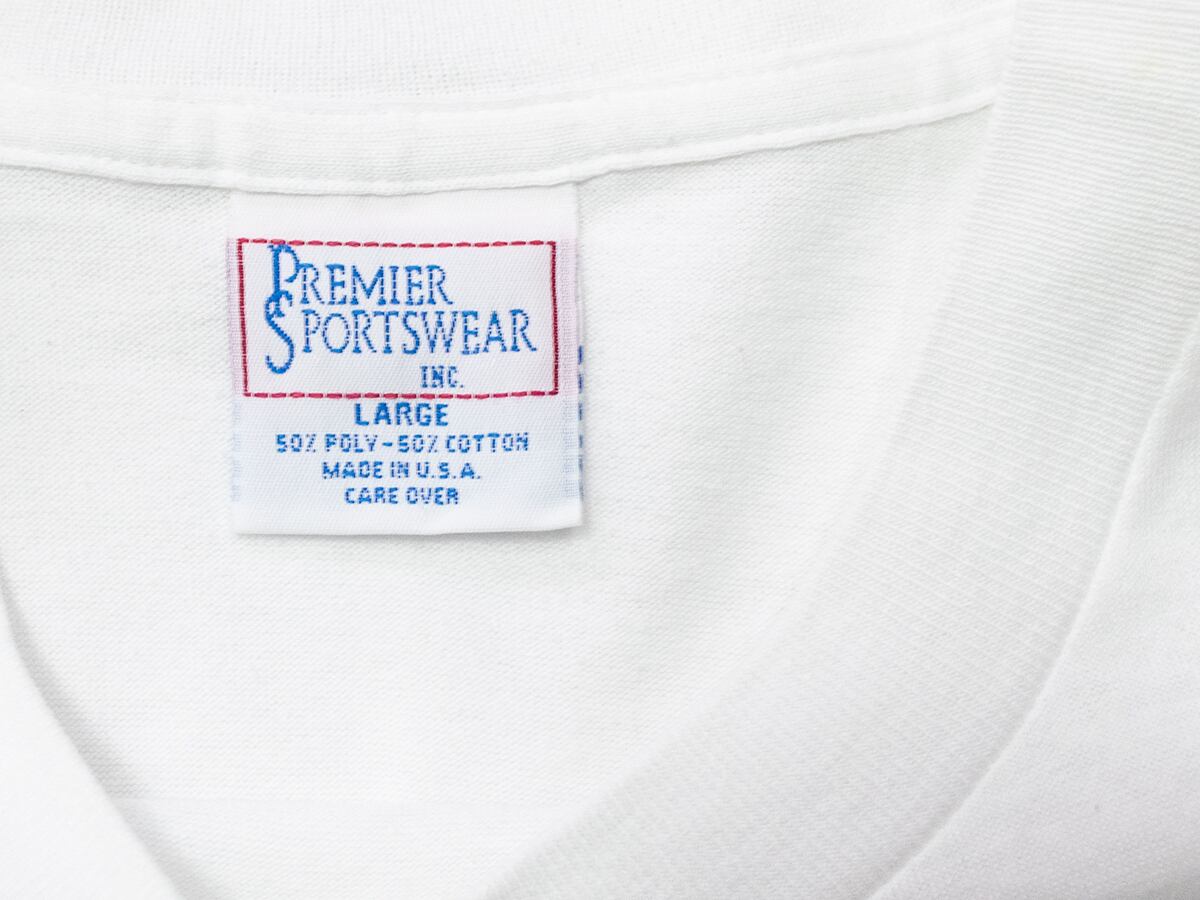 PREMIER
SPORTSWEAR
INC.
LARGE
50% POLY-50% COTTON
MADE IN U.S.A.
CARE OVER